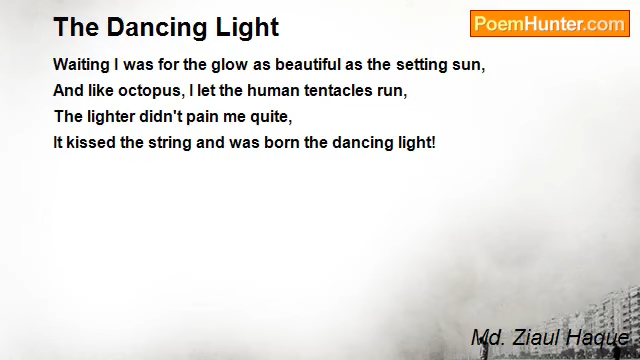 The Dancing Light
PoemHunter.com
Waiting I was for the glow as beautiful as the setting sun,
And like octopus, I let the human tentacles run,
The lighter didn't pain me quite,
It kissed the string and was born the dancing light!
Md. Ziaul Haque